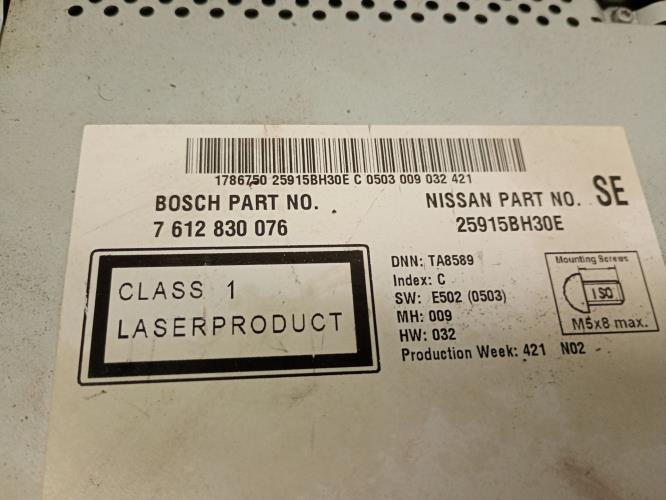 1786750 25915BH30E C 0503 009 032 421
BOSCH PART NO.
7 612 830 076
NISSAN PART NO.
25915BH30E
SE
CLASS 1
LASERPRODUCT
DNN: TA8589
Index: C
SW: E502 (0503)
MH: 009
HW: 032
Production Week: 421 N02
Mounting Screws
ISO
M5x8 max.